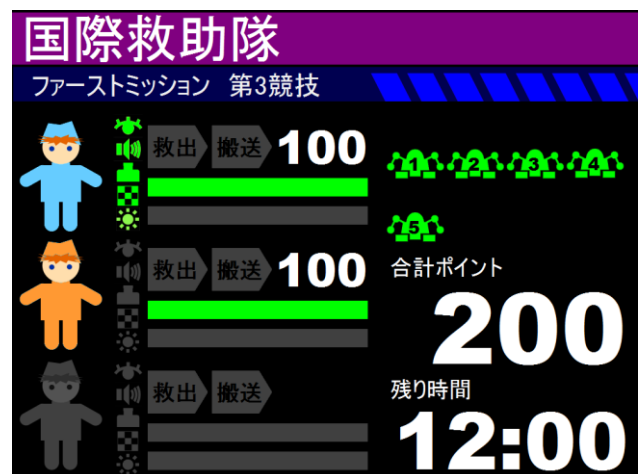 国際救助隊
ファーストミッション 第3競技
救出 搬送 100
救出 搬送 100
救出 搬送
1 2 3 4
5
合計ポイント
200
残り時間
12:00